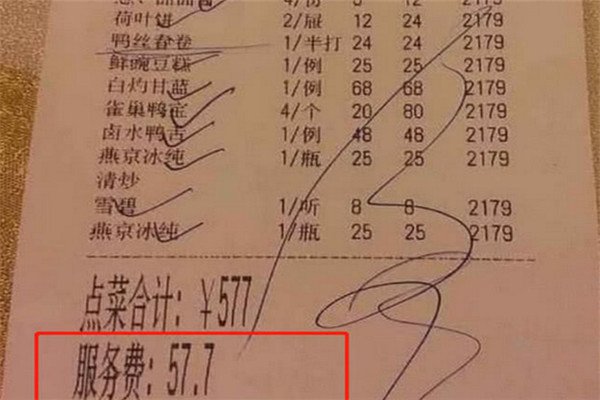 荷叶饼 2/屉 12 24 2179
鸭丝春卷 1/半打 24 24 2179
鲜豌豆糕 1/例 25 25 2179
白灼甘蓝 1/例 68 68 2179
雀巢鸭宝 4/个 20 80 2179
卤水鸭舌 1/例 48 48 2179
燕京冰纯 1/瓶 25 25 2179
清炒
雪碧 1/听 8 8 2179
燕京冰纯 1/瓶 25 25 2179
点菜合计：￥577
服务费：57.7